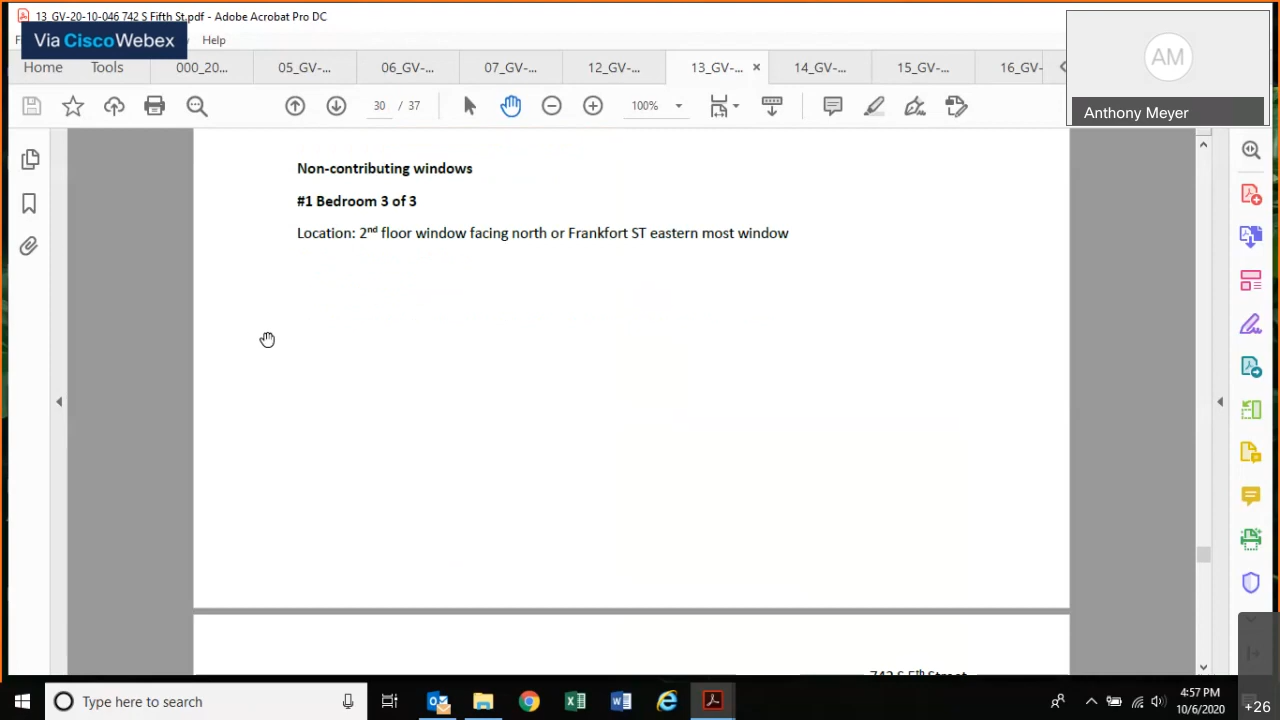 13_GV-20-10-046 742 S Fifth St.pdf - Adobe Acrobat Pro DC
Via Cisco Webex
Help
Home
Tools
000_20...
05_GV-...
06_GV-...
07_GV-...
12_GV-...
13_GV-...
14_GV-...
15_GV-...
16_GV-
30 / 37
100%
AM
Anthony Meyer
Non-contributing windows
#1 Bedroom 3 of 3
Location: 2nd floor window facing north or Frankfort ST eastern most window
742 S 5th Street
Type here to search
4:57 PM
10/6/2020
+26